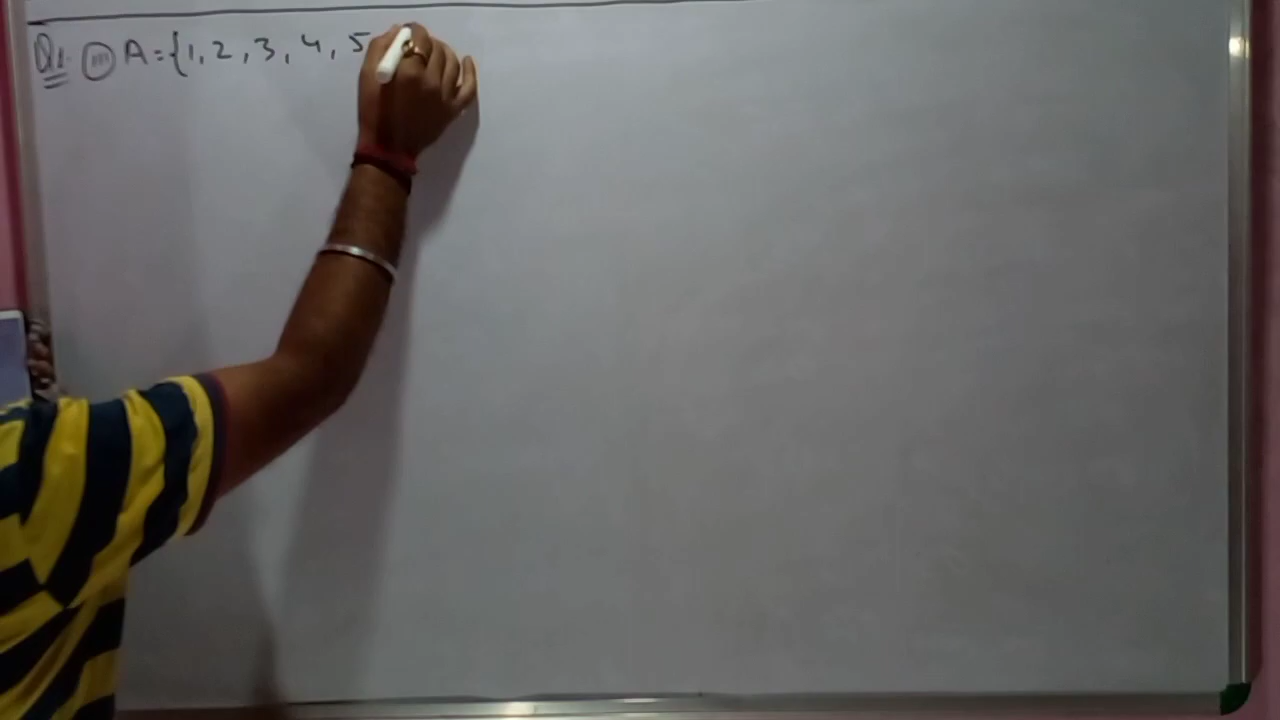 Q1. (iii) A = {1, 2, 3, 4, 5